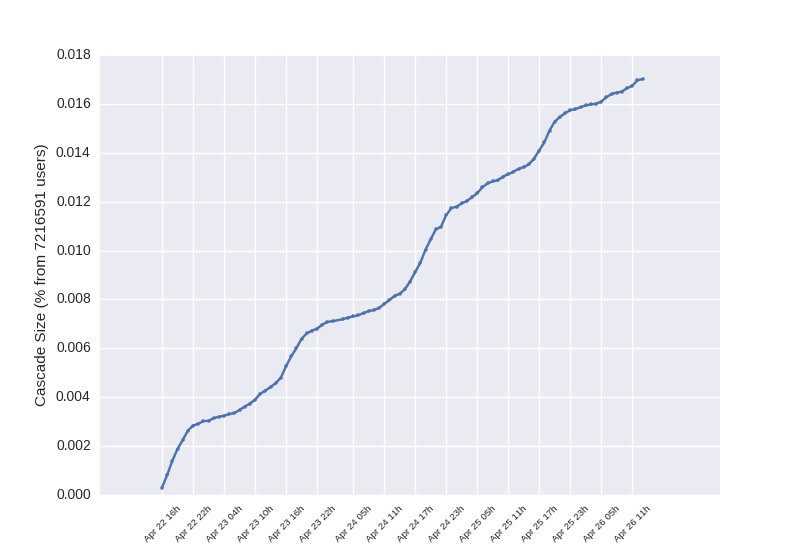 0.018
0.016
0.014
0.012
0.010
0.008
0.006
0.004
0.002
0.000
Cascade Size (% from 7216591 users)
Apr 22 16h
Apr 22 22h
Apr 23 04h
Apr 23 10h
Apr 23 16h
Apr 23 22h
Apr 24 05h
Apr 24 11h
Apr 24 17h
Apr 24 23h
Apr 25 05h
Apr 25 11h
Apr 25 17h
Apr 25 23h
Apr 26 05h
Apr 26 11h